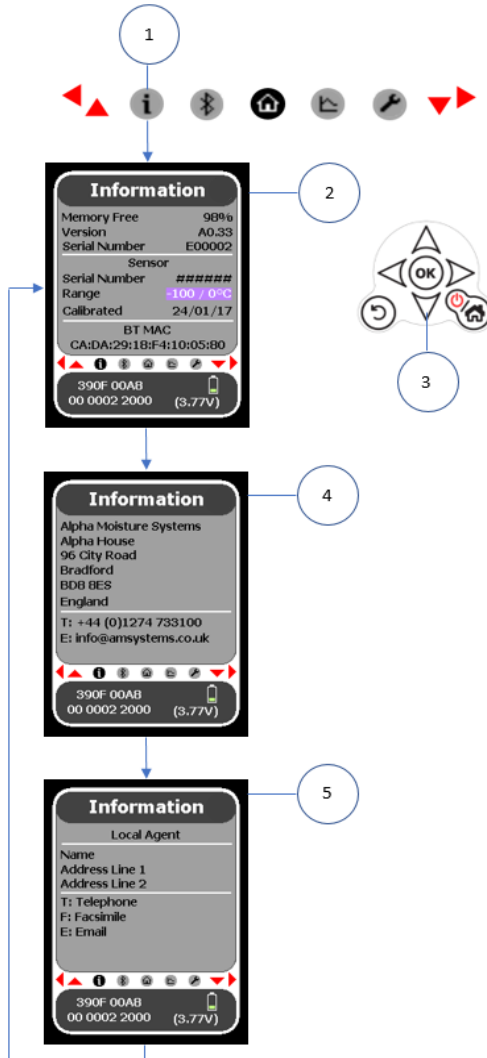 1
Information
2
Memory Free 98%
Version A0.33
Serial Number E00002
Sensor
Serial Number ######
Range -100 / 0°C
Calibrated 24/01/17
BT MAC
CA:DA:29:18:F4:10:05:80
390F 00A8
00 0002 2000 (3.77V)
OK
3
Information
4
Alpha Moisture Systems
Alpha House
96 City Road
Bradford
BD8 8ES
England
T: +44 (0)1274 733100
E: info@amsystems.co.uk
390F 00A8
00 0002 2000 (3.77V)
Information
5
Local Agent
Name
Address Line 1
Address Line 2
T: Telephone
F: Facsimile
E: Email
390F 00A8
00 0002 2000 (3.77V)